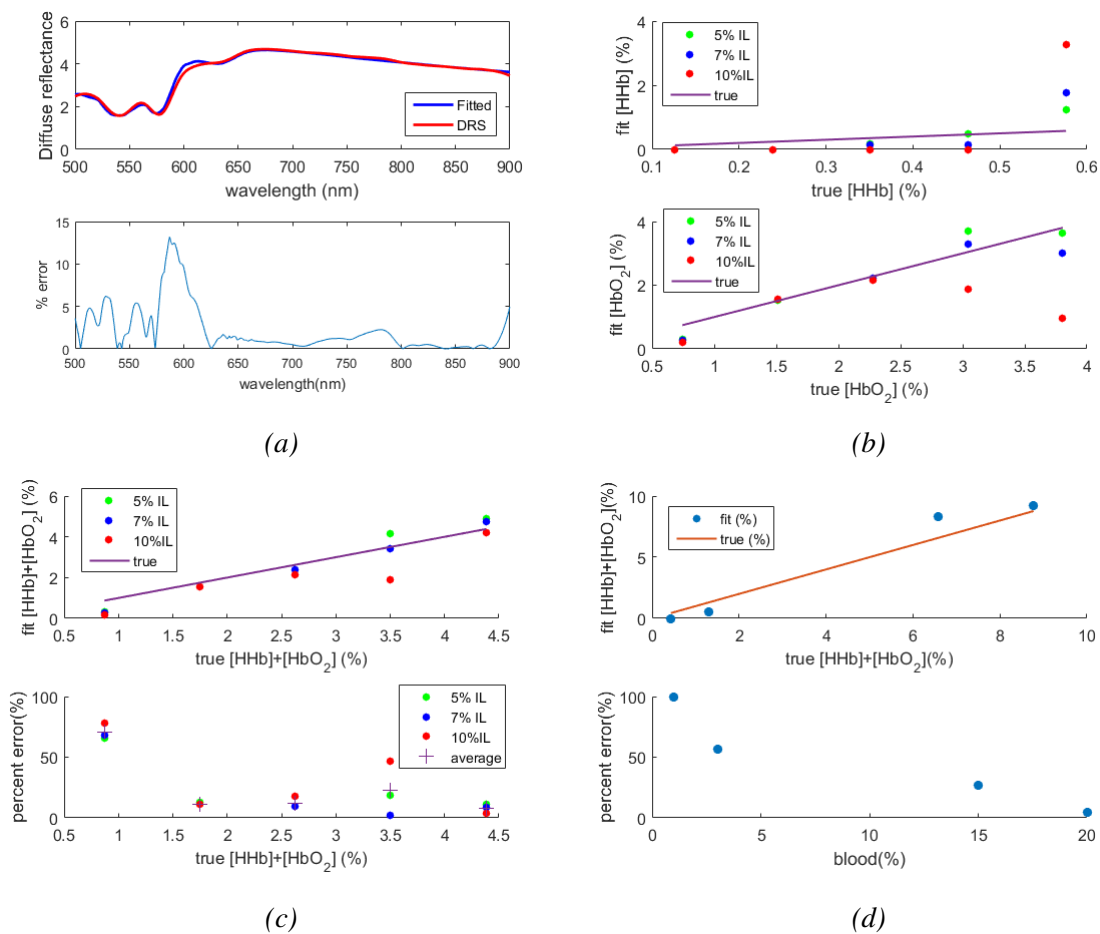 Diffuse reflectance
6
4
2
0
Fitted
DRS
500 550 600 650 700 750 800 850 900
wavelength (nm)
% error
15
10
5
0
500 550 600 650 700 750 800 850 900
wavelength(nm)
(a)
fit [HHb] (%)
4
2
0
5% IL
7% IL
10%IL
true
0.1 0.2 0.3 0.4 0.5 0.6
true [HHb] (%)
fit [HbO2] (%)
4
2
0
5% IL
7% IL
10%IL
true
0.5 1 1.5 2 2.5 3 3.5 4
true [HbO2] (%)
(b)
fit [HHb]+[HbO2] (%)
6
4
2
0
5% IL
7% IL
10%IL
true
0.5 1 1.5 2 2.5 3 3.5 4 4.5
true [HHb]+[HbO2] (%)
percent error(%)
100
50
0
5% IL
7% IL
10%IL
average
0.5 1 1.5 2 2.5 3 3.5 4 4.5
true [HHb]+[HbO2] (%)
(c)
fit [HHb]+[HbO2](%)
10
5
0
fit (%)
true (%)
0 2 4 6 8 10
true [HHb]+[HbO2](%)
percent error(%)
100
50
0
0 5 10 15 20
blood(%)
(d)